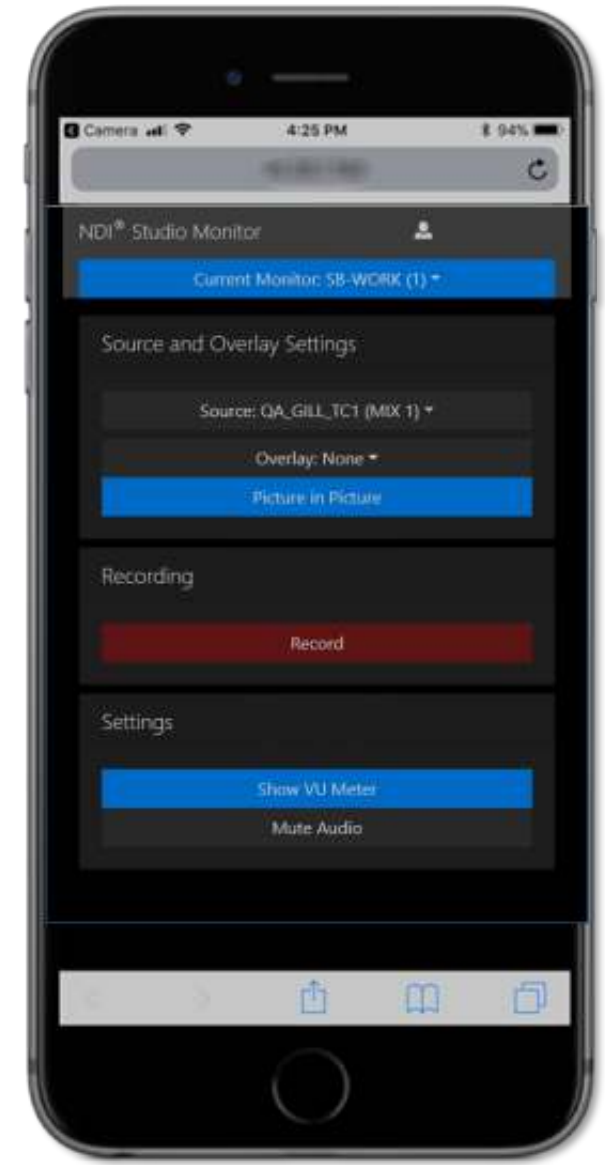 Camera 4:25 PM 94%
NDI® Studio Monitor
Current Monitor: SB-WORK (1)
Source and Overlay Settings
Source: QA_GILL_TC1 (MIX 1)
Overlay: None
Picture in Picture
Recording
Record
Settings
Show VU Meter
Mute Audio